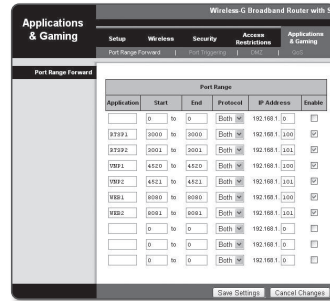 Wireless-G Broadband Router with
Applications & Gaming
Setup Wireless Security Access Restrictions Applications & Gaming
Port Range Forward | Port Triggering | DMZ | QoS
Port Range Forward
Port Range
Application Start End Protocol IP Address Enable
0 to 0 Both 192.168.1. 0
RTSP1 3000 to 3000 Both 192.168.1. 100
RTSP2 3001 to 3001 Both 192.168.1. 101
VNP1 4520 to 4520 Both 192.168.1. 100
VNP2 4521 to 4521 Both 192.168.1. 101
WEB1 8080 to 8080 Both 192.168.1. 100
WEB2 8081 to 8081 Both 192.168.1. 101
0 to 0 Both 192.168.1. 0
0 to 0 Both 192.168.1. 0
0 to 0 Both 192.168.1. 0
Save Settings Cancel Changes